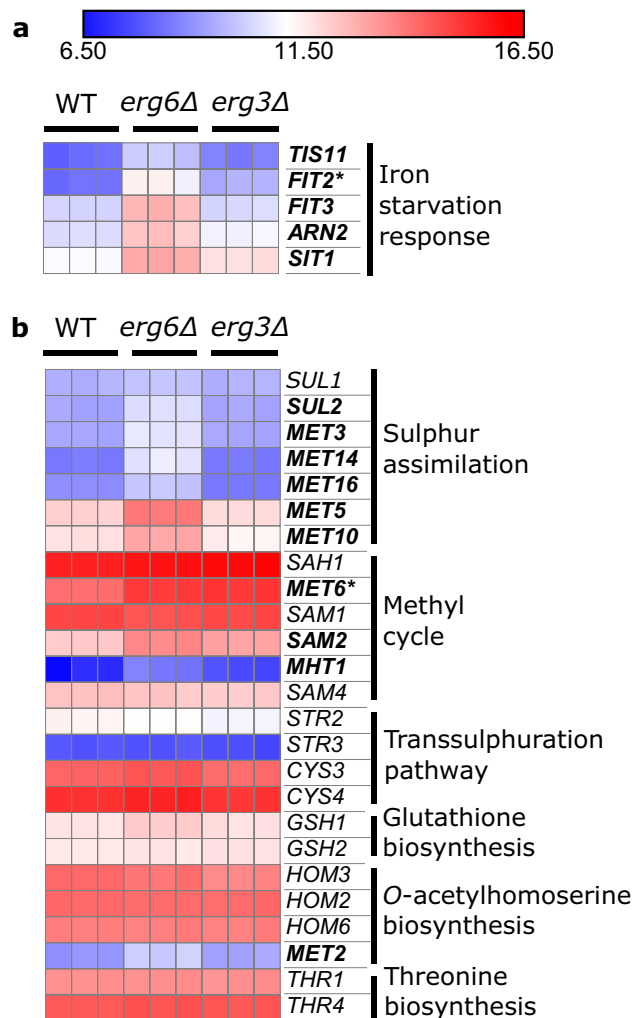 a
6.50 11.50 16.50
WT erg6Δ erg3Δ
TIS11
FIT2*
FIT3
ARN2
SIT1
Iron
starvation
response
b
WT erg6Δ erg3Δ
SUL1
SUL2
MET3
MET14
MET16
MET5
MET10
Sulphur
assimilation
SAH1
MET6*
SAM1
SAM2
MHT1
SAM4
Methyl
cycle
STR2
STR3
CYS3
CYS4
Transsulphuration
pathway
GSH1
GSH2
Glutathione
biosynthesis
HOM3
HOM2
HOM6
MET2
O-acetylhomoserine
biosynthesis
THR1
THR4
Threonine
biosynthesis